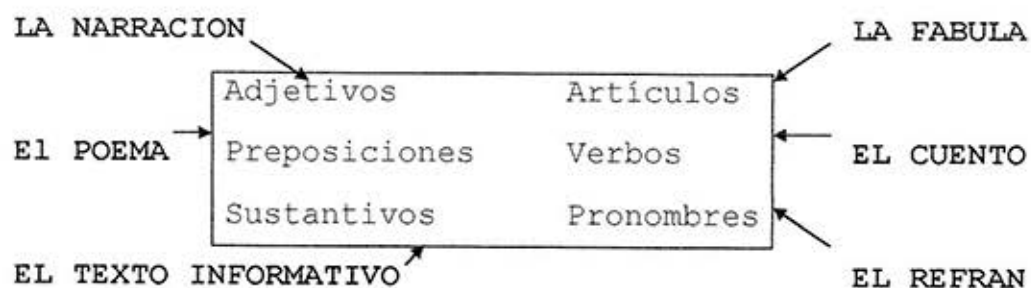 LA NARRACION LA FABULA
Adjetivos Artículos
El POEMA Preposiciones Verbos EL CUENTO
Sustantivos Pronombres
EL TEXTO INFORMATIVO EL REFRAN